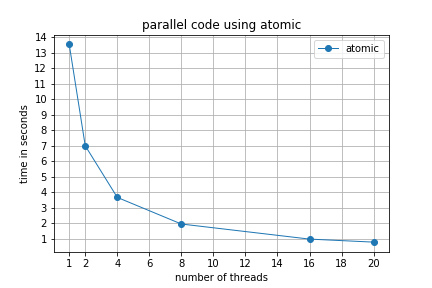 parallel code using atomic
atomic
time in seconds
14
13
12
11
10
9
8
7
6
5
4
3
2
1
1 2 4 6 8 10 12 14 16 18 20
number of threads